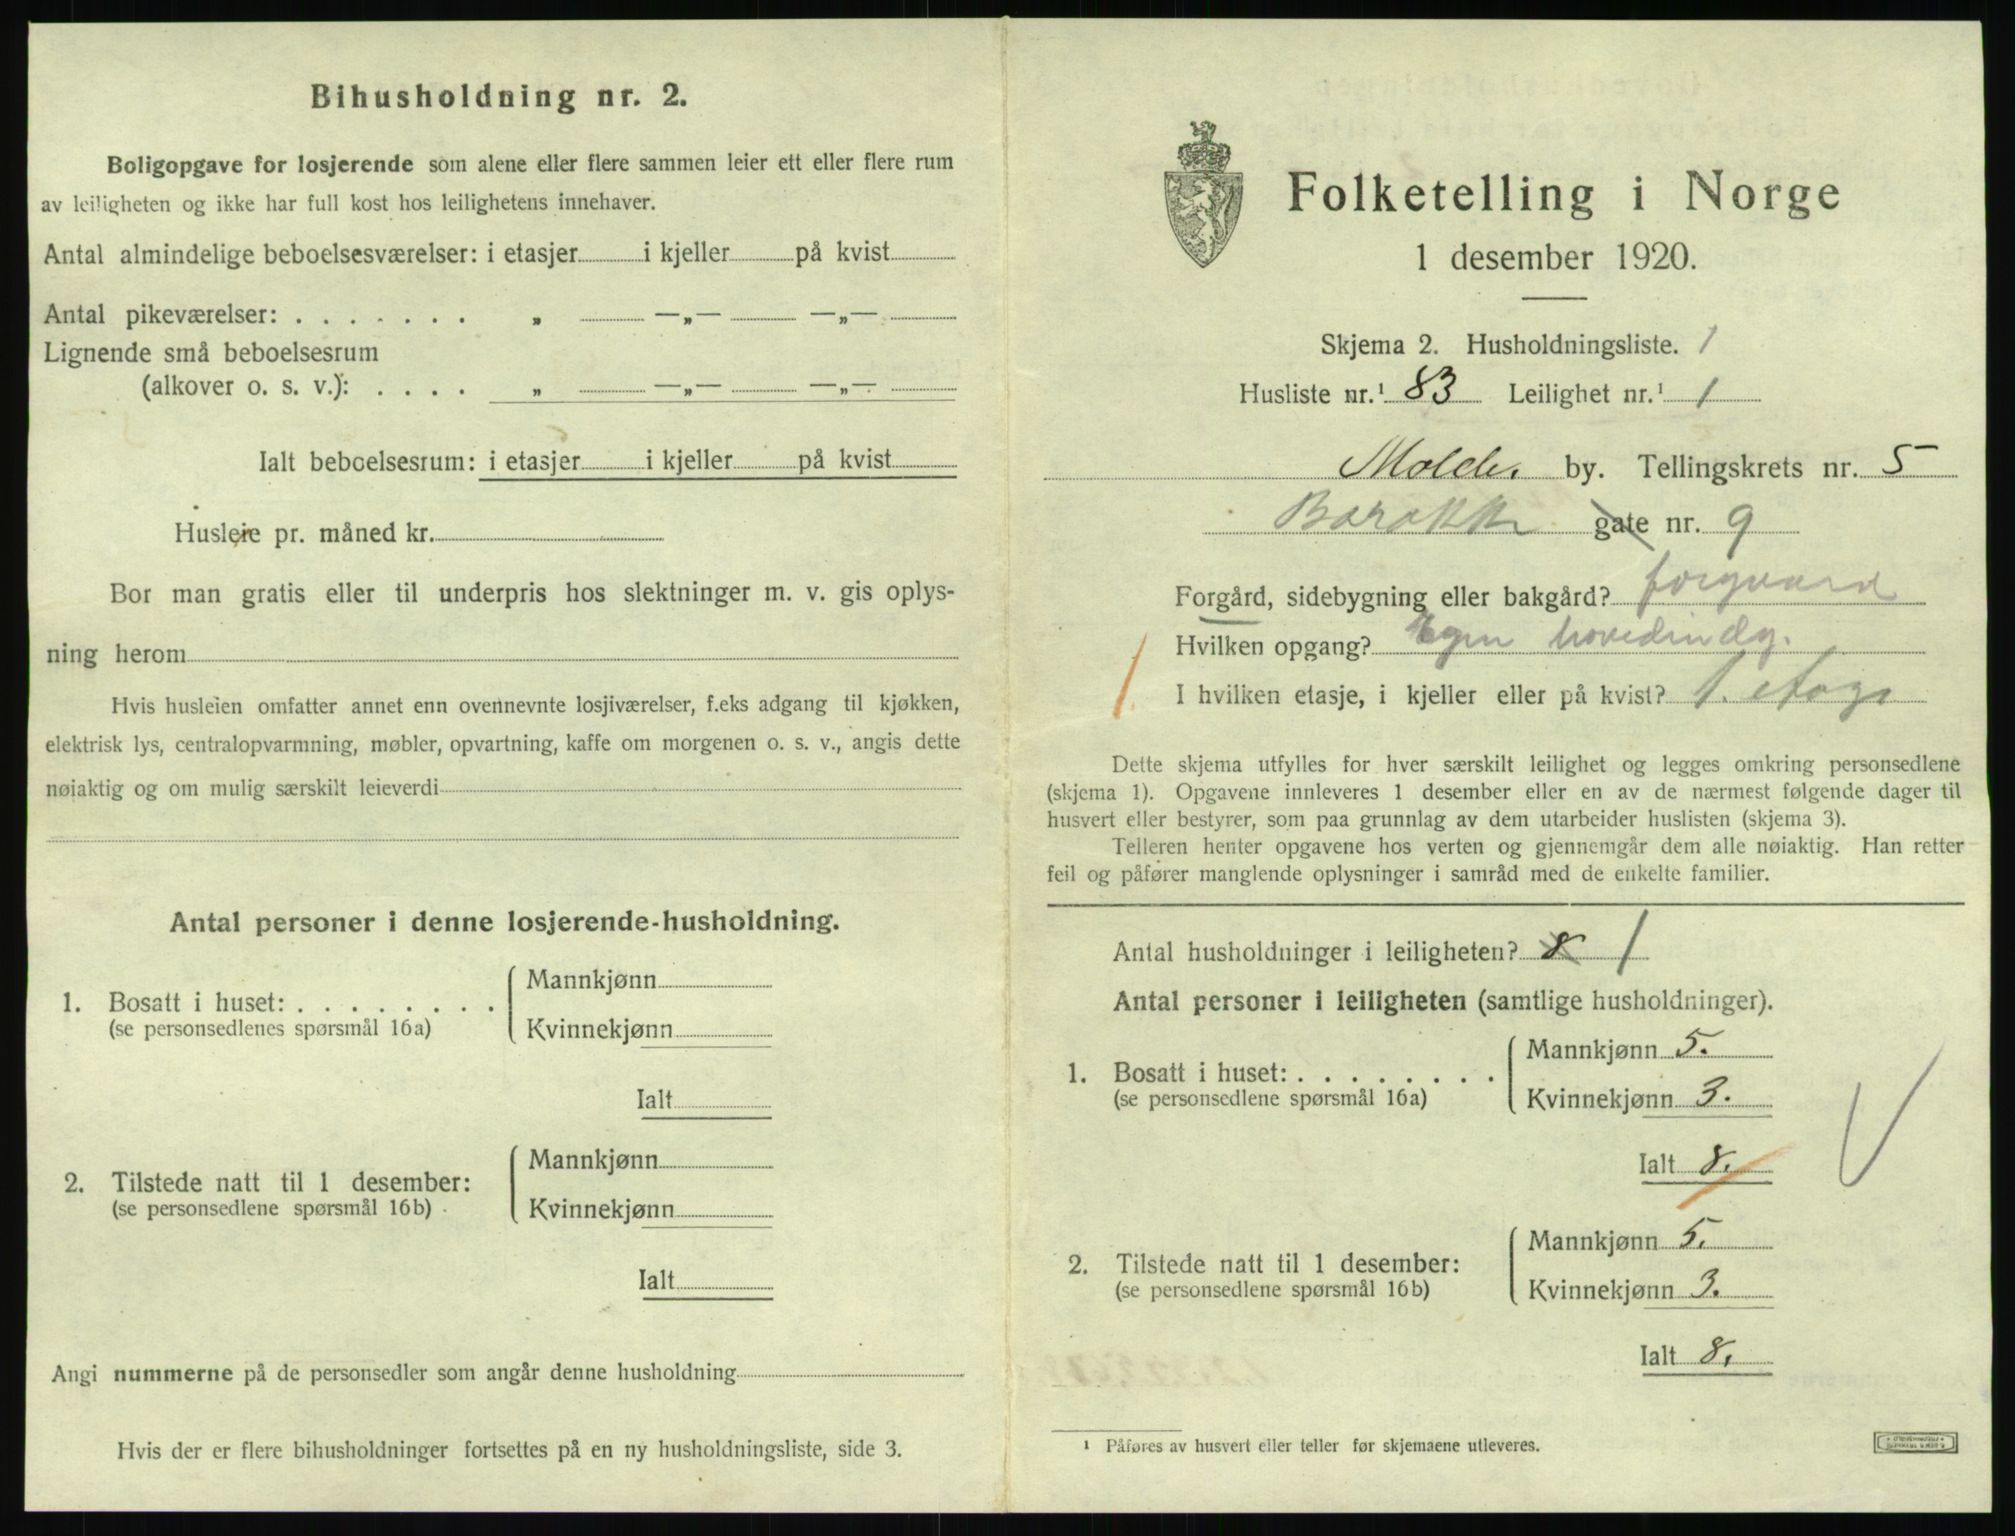 Bihusholdning nr. 2.
Boligopgave for losjerende som alene eller flere sammen leier ett eller flere rum
av leiligheten og ikke har full kost hos leilighetens innehaver.
Antal almindelige beboelsesværelser: i etasjer i kjeller på kvist
Antal pikeværelser: . . . . . . . „ —„— —„—
Lignende små beboelsesrum
(alkover o. s. v.): . . . . „ —„— —„—
Ialt beboelsesrum: i etasjer i kjeller på kvist
Husleie pr. måned kr.
Bor man gratis eller til underpris hos slektninger m. v. gis oplys-
ning herom
Hvis husleien omfatter annet enn ovennevnte losjiværelser, f.eks adgang til kjøkken,
elektrisk lys, centralopvarmning, møbler, opvartning, kaffe om morgenen o. s. v., angis dette
nøiaktig og om mulig særskilt leieverdi
Antal personer i denne losjerende-husholdning.
Mannkjønn
1. Bosatt i huset: . . . . . . . .
(se personsedlenes spørsmål 16a)
Kvinnekjønn
Ialt
Mannkjønn
2. Tilstede natt til 1 desember:
(se personsedlene spørsmål 16b)
Kvinnekjønn
Ialt
Angi nummerne på de personsedler som angår denne husholdning
Hvis der er flere bihusholdninger fortsettes på en ny husholdningsliste, side 3.
Folketelling i Norge
1 desember 1920.
Skjema 2. Husholdningsliste. 1
Husliste nr.¹ 83 Leilighet nr.¹ 1
Molde. by. Tellingskrets nr. 5
Barakk gate nr. 9
Forgård, sidebygning eller bakgård? forgaard
Hvilken opgang? Egen hovedindg.
I hvilken etasje, i kjeller eller på kvist? 1. etage
1
Dette skjema utfylles for hver særskilt leilighet og legges omkring personsedlene
(skjema 1). Opgavene innleveres 1 desember eller en av de nærmest følgende dager til
husvert eller bestyrer, som paa grunnlag av dem utarbeider huslisten (skjema 3).
Telleren henter opgavene hos verten og gjennemgår dem alle nøiaktig. Han retter
feil og påfører manglende oplysninger i samråd med de enkelte familier.
Antal husholdninger i leiligheten? 8 1
Antal personer i leiligheten (samtlige husholdninger).
Mannkjønn 5.
1. Bosatt i huset: . . . . . . . .
(se personsedlene spørsmål 16a)
Kvinnekjønn 3.
Ialt 8.
Mannkjønn 5.
2. Tilstede natt til 1 desember:
(se personsedlene spørsmål 16b)
Kvinnekjønn 3.
Ialt 8.
¹ Påføres av husvert eller teller før skjemaene utleveres.